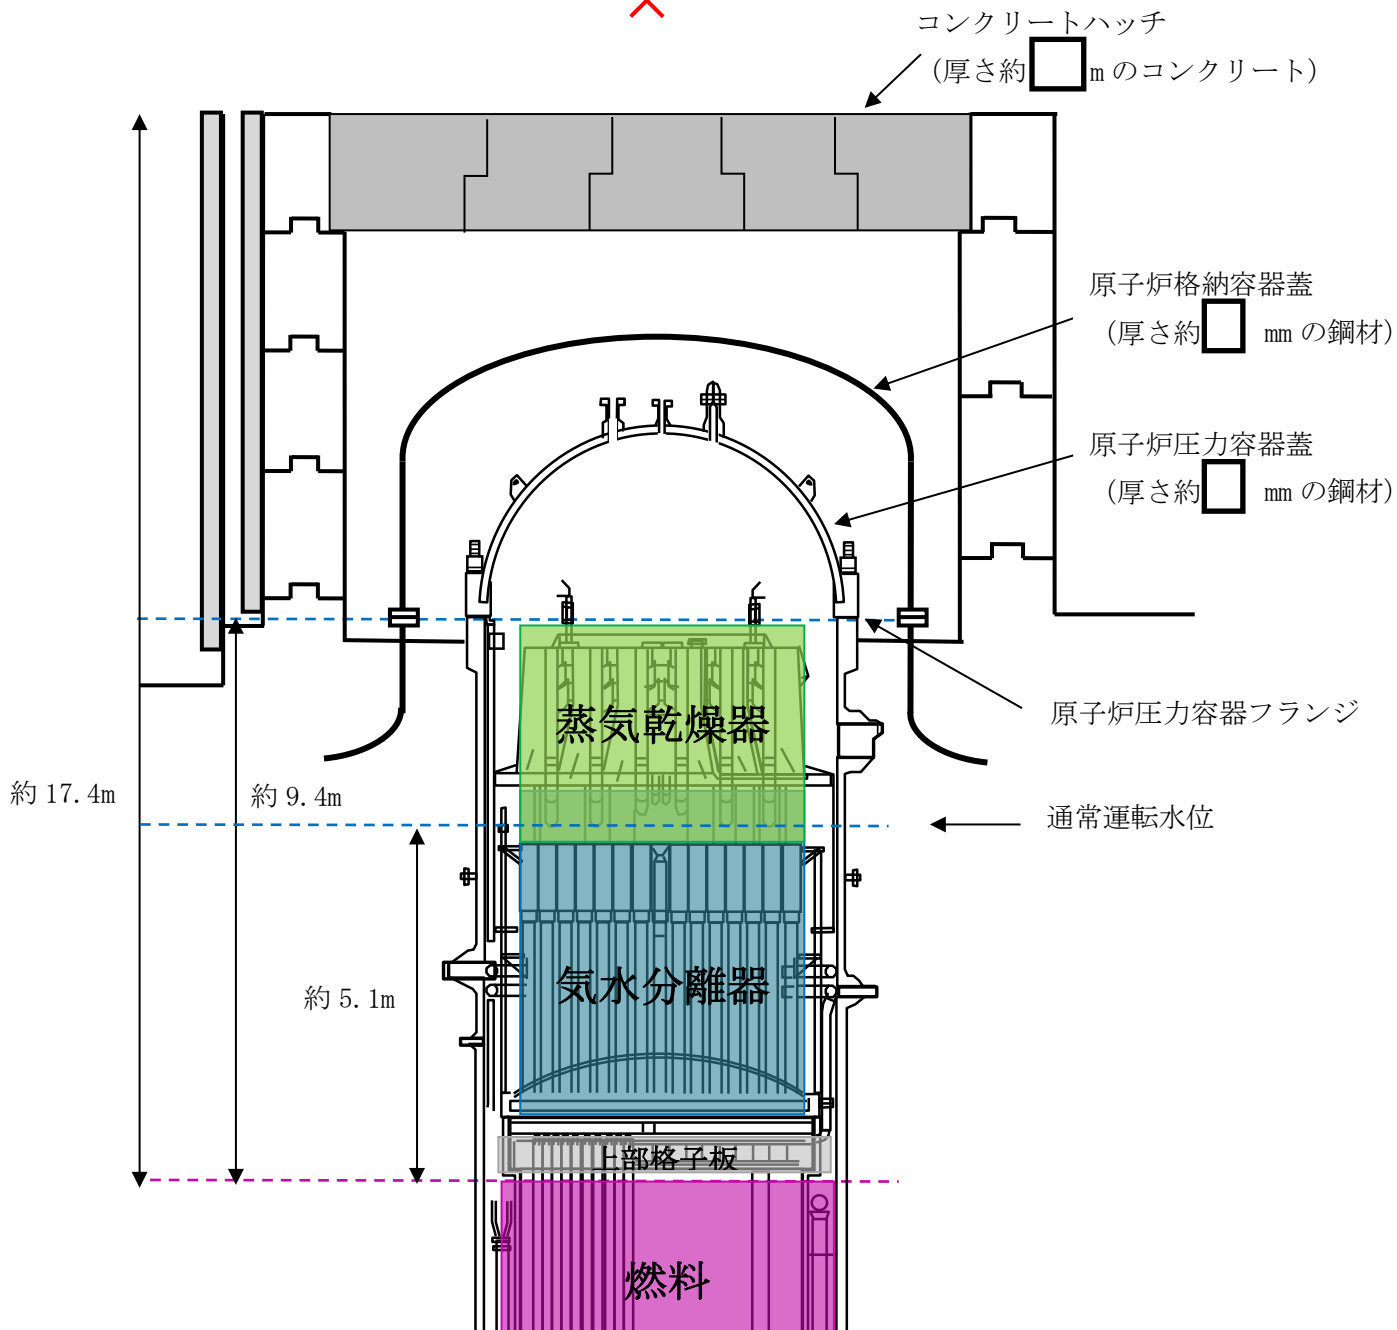 コンクリートハッチ
（厚さ約 m のコンクリート）
原子炉格納容器蓋
（厚さ約 mm の鋼材）
原子炉圧力容器蓋
（厚さ約 mm の鋼材）
蒸気乾燥器
原子炉圧力容器フランジ
約 17.4m
約 9.4m
通常運転水位
気水分離器
約 5.1m
上部格子板
燃料